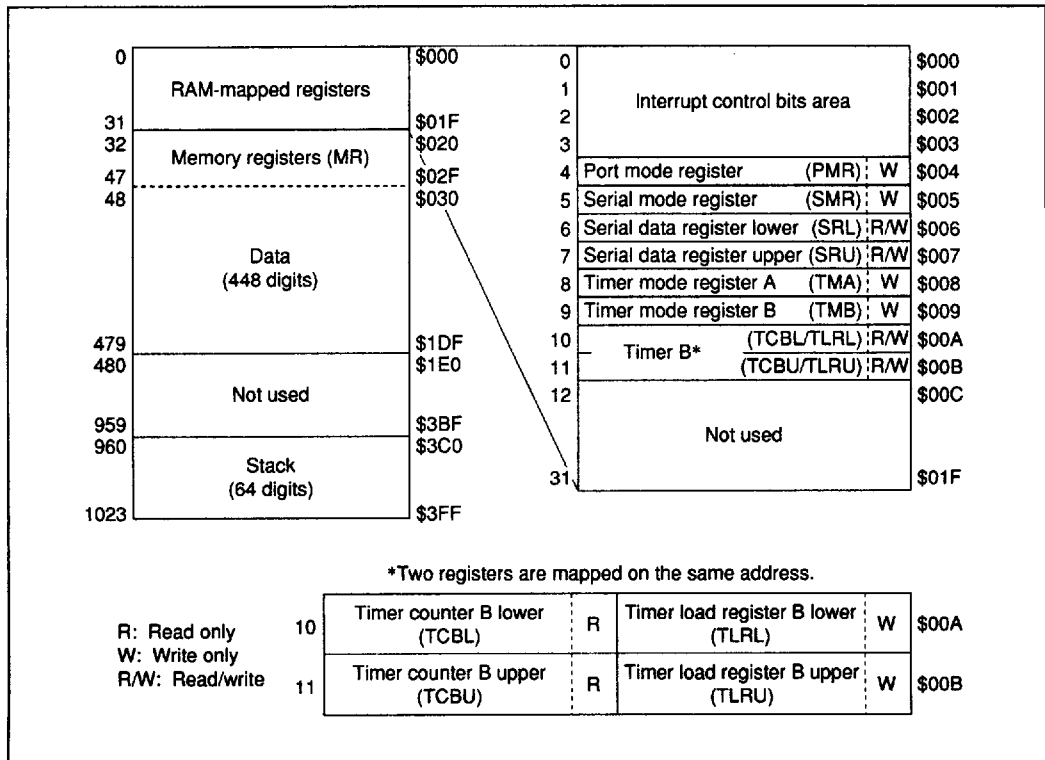 0 $000
RAM-mapped registers
31 $01F
32 $020
Memory registers (MR)
47 $02F
48 $030
Data
(448 digits)
479 $1DF
480 $1E0
Not used
959 $3BF
960 $3C0
Stack
(64 digits)
1023 $3FF
0 $000
1 $001
Interrupt control bits area
2 $002
3 $003
4 Port mode register (PMR) W $004
5 Serial mode register (SMR) W $005
6 Serial data register lower (SRL) R/W $006
7 Serial data register upper (SRU) R/W $007
8 Timer mode register A (TMA) W $008
9 Timer mode register B (TMB) W $009
10 (TCBL/TLRL) R/W $00A
Timer B*
11 (TCBU/TLRU) R/W $00B
12 $00C
Not used
31 $01F
*Two registers are mapped on the same address.
R: Read only
W: Write only
R/W: Read/write
10 Timer counter B lower (TCBL) R Timer load register B lower (TLRL) W $00A
11 Timer counter B upper (TCBU) R Timer load register B upper (TLRU) W $00B